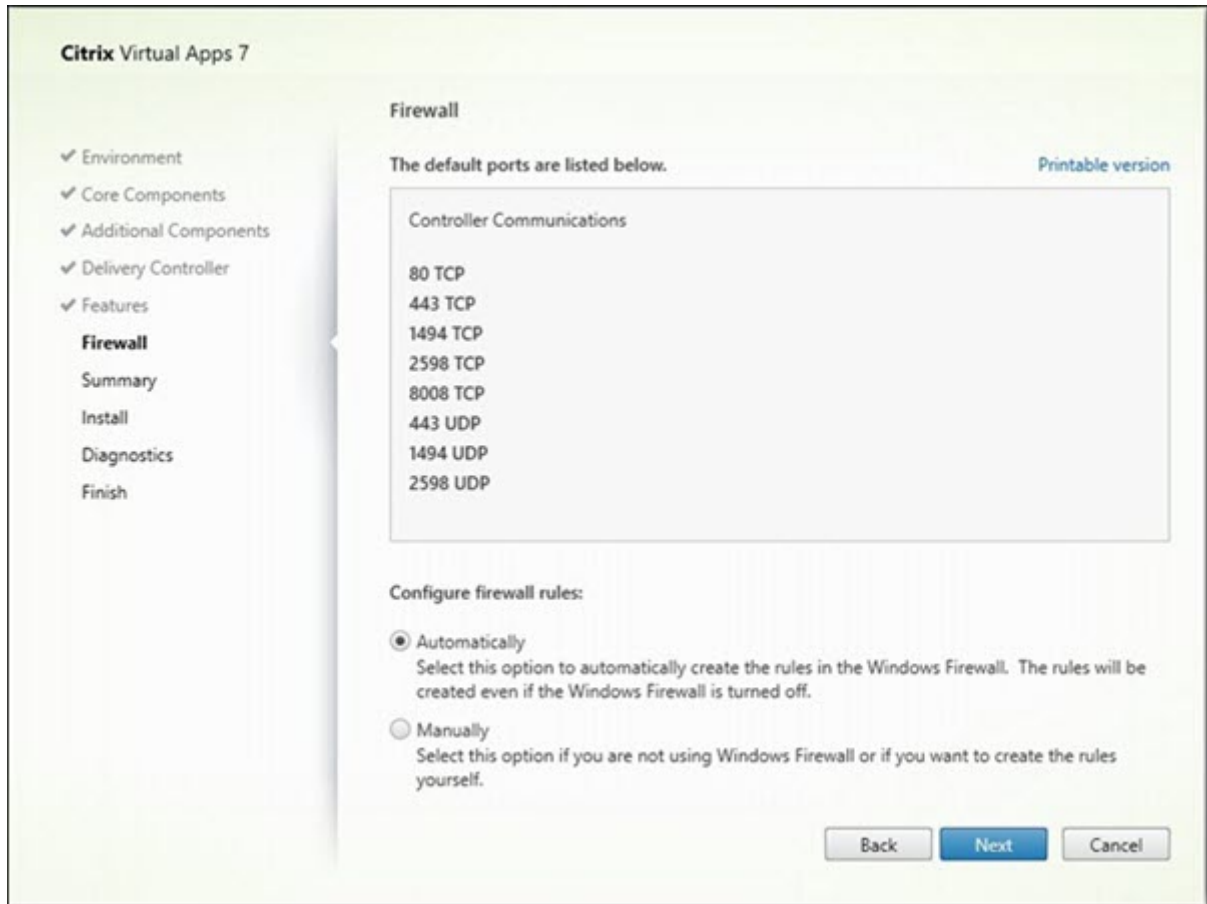 Citrix Virtual Apps 7
Environment
Core Components
Additional Components
Delivery Controller
Features
Firewall
Summary
Install
Diagnostics
Finish
Firewall
The default ports are listed below.
Printable version
Controller Communications
80 TCP
443 TCP
1494 TCP
2598 TCP
8008 TCP
443 UDP
1494 UDP
2598 UDP
Configure firewall rules:
Automatically
Select this option to automatically create the rules in the Windows Firewall. The rules will be
created even if the Windows Firewall is turned off.
Manually
Select this option if you are not using Windows Firewall or if you want to create the rules
yourself.
Back
Next
Cancel